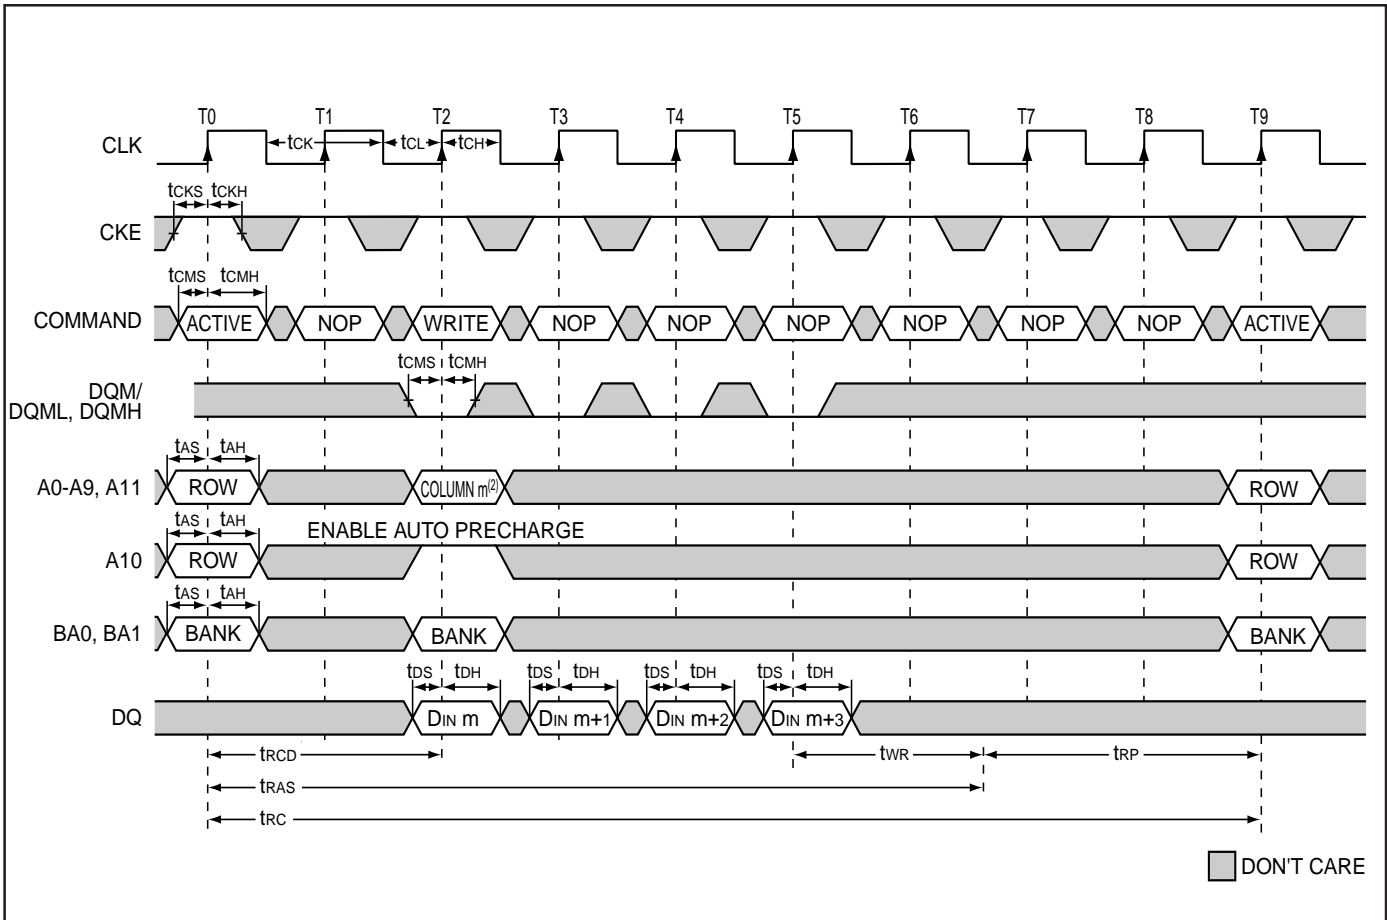 T0 T1 T2 T3 T4 T5 T6 T7 T8 T9
CLK tCK tCL tCH
tCKS tCKH
CKE
tCMS tCMH
COMMAND ACTIVE NOP WRITE NOP NOP NOP NOP NOP NOP ACTIVE
tCMS tCMH
DQM/
DQML, DQMH
tAS tAH
A0-A9, A11 ROW COLUMN m(2) ROW
tAS tAH ENABLE AUTO PRECHARGE
A10 ROW ROW
tAS tAH
BA0, BA1 BANK BANK BANK
tDS tDH tDS tDH tDS tDH tDS tDH
DQ DIN m DIN m+1 DIN m+2 DIN m+3
tRCD tWR tRP
tRAS
tRC
DON'T CARE